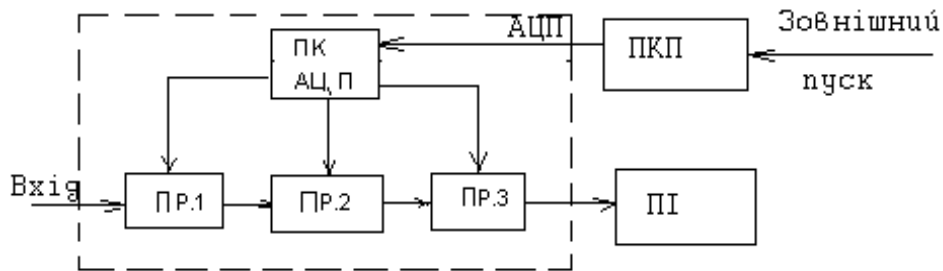 АЦП
Зовнішний
ПК
АЦ, П
ПКП
пуск
Вхід
ПР.1
ПР.2
ПР.3
ПІ